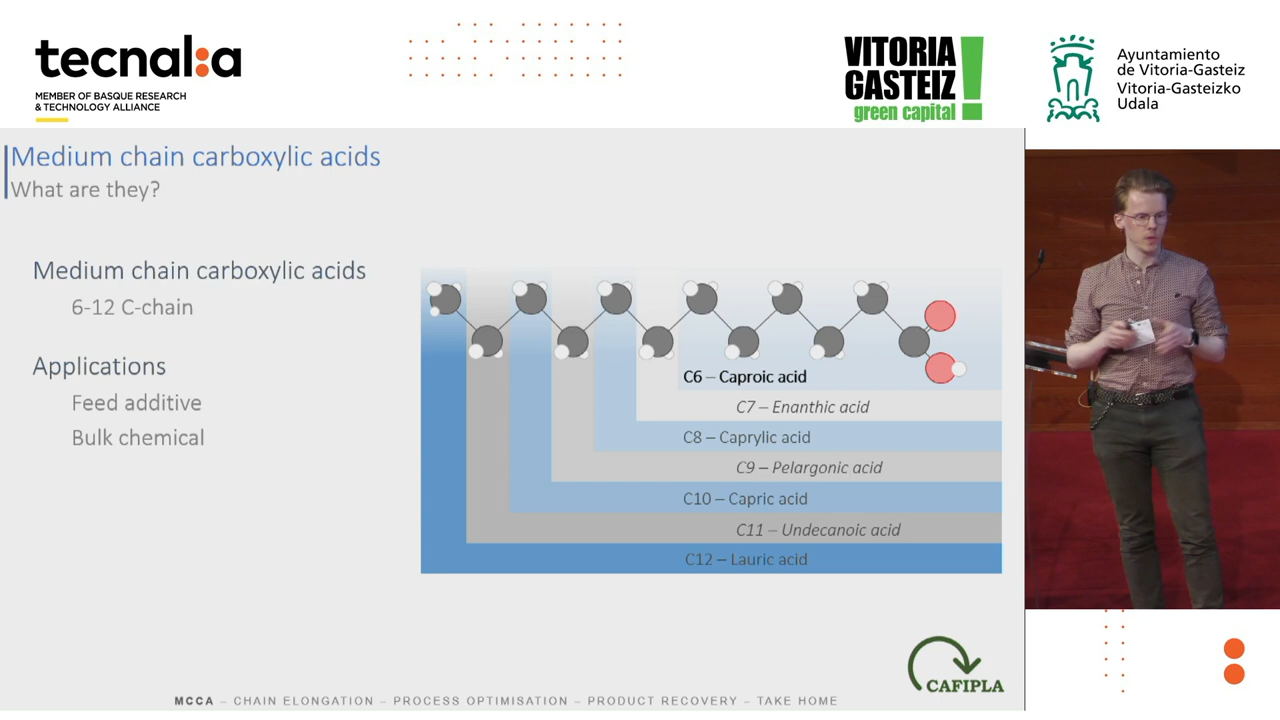 tecnal:a
MEMBER OF BASQUE RESEARCH
& TECHNOLOGY ALLIANCE
VITORIA
GASTEIZ
green capital
Ayuntamiento
de Vitoria-Gasteiz
Vitoria-Gasteizko
Udala
Medium chain carboxylic acids
What are they?
Medium chain carboxylic acids
6-12 C-chain
Applications
Feed additive
Bulk chemical
C6 – Caproic acid
C7 – Enanthic acid
C8 – Caprylic acid
C9 – Pelargonic acid
C10 – Capric acid
C11 – Undecanoic acid
C12 – Lauric acid
CAFIPLA
MCCA – CHAIN ELONGATION – PROCESS OPTIMISATION – PRODUCT RECOVERY – TAKE HOME